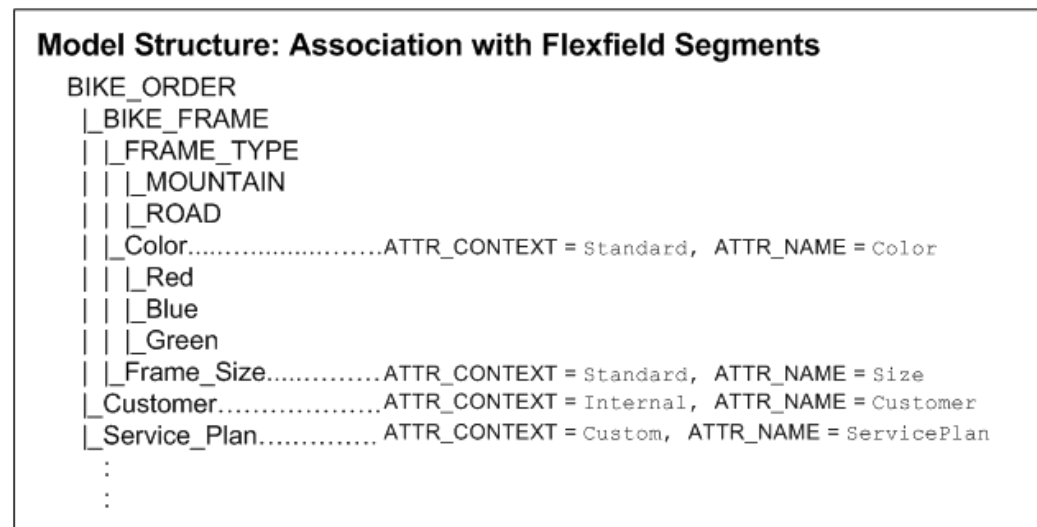 Model Structure: Association with Flexfield Segments
BIKE_ORDER
|_BIKE_FRAME
| |_FRAME_TYPE
| | |_MOUNTAIN
| | |_ROAD
| |_Color.......................ATTR_CONTEXT = Standard, ATTR_NAME = Color
| | |_Red
| | |_Blue
| | |_Green
| |_Frame_Size..............ATTR_CONTEXT = Standard, ATTR_NAME = Size
|_Customer....................ATTR_CONTEXT = Internal, ATTR_NAME = Customer
|_Service_Plan.............. ATTR_CONTEXT = Custom, ATTR_NAME = ServicePlan
:
: